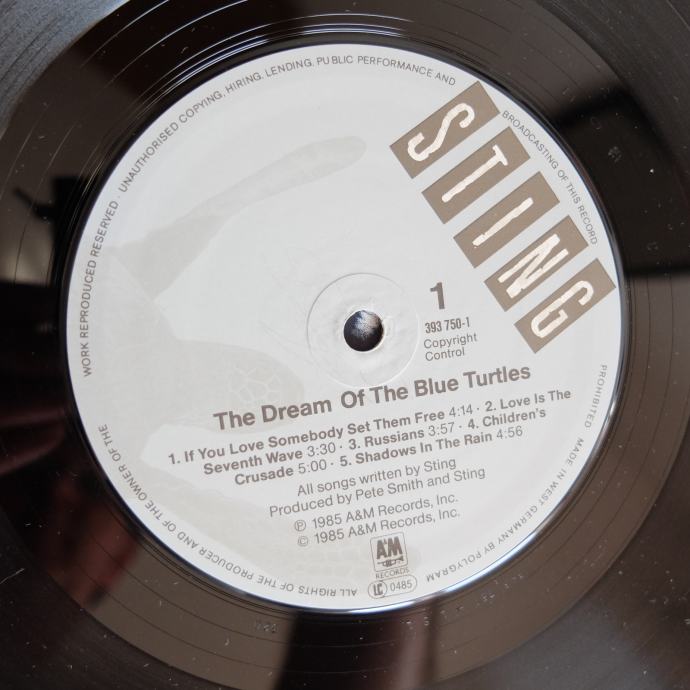 ALL RIGHTS OF THE PRODUCER AND OF THE OWNER OF THE WORK REPRODUCED RESERVED · UNAUTHORISED COPYING, HIRING, LENDING, PUBLIC PERFORMANCE AND BROADCASTING OF THIS RECORD PROHIBITED MADE IN WEST GERMANY BY POLYGRAM
STING
1
393 750-1
Copyright
Control
The Dream Of The Blue Turtles
1. If You Love Somebody Set Them Free 4:14 · 2. Love Is The
Seventh Wave 3:30 · 3. Russians 3:57 · 4. Children's
Crusade 5:00 · 5. Shadows In The Rain 4:56
All songs written by Sting
Produced by Pete Smith and Sting
℗ 1985 A&M Records, Inc.
© 1985 A&M Records, Inc.
AM
RECORDS
LC 0485